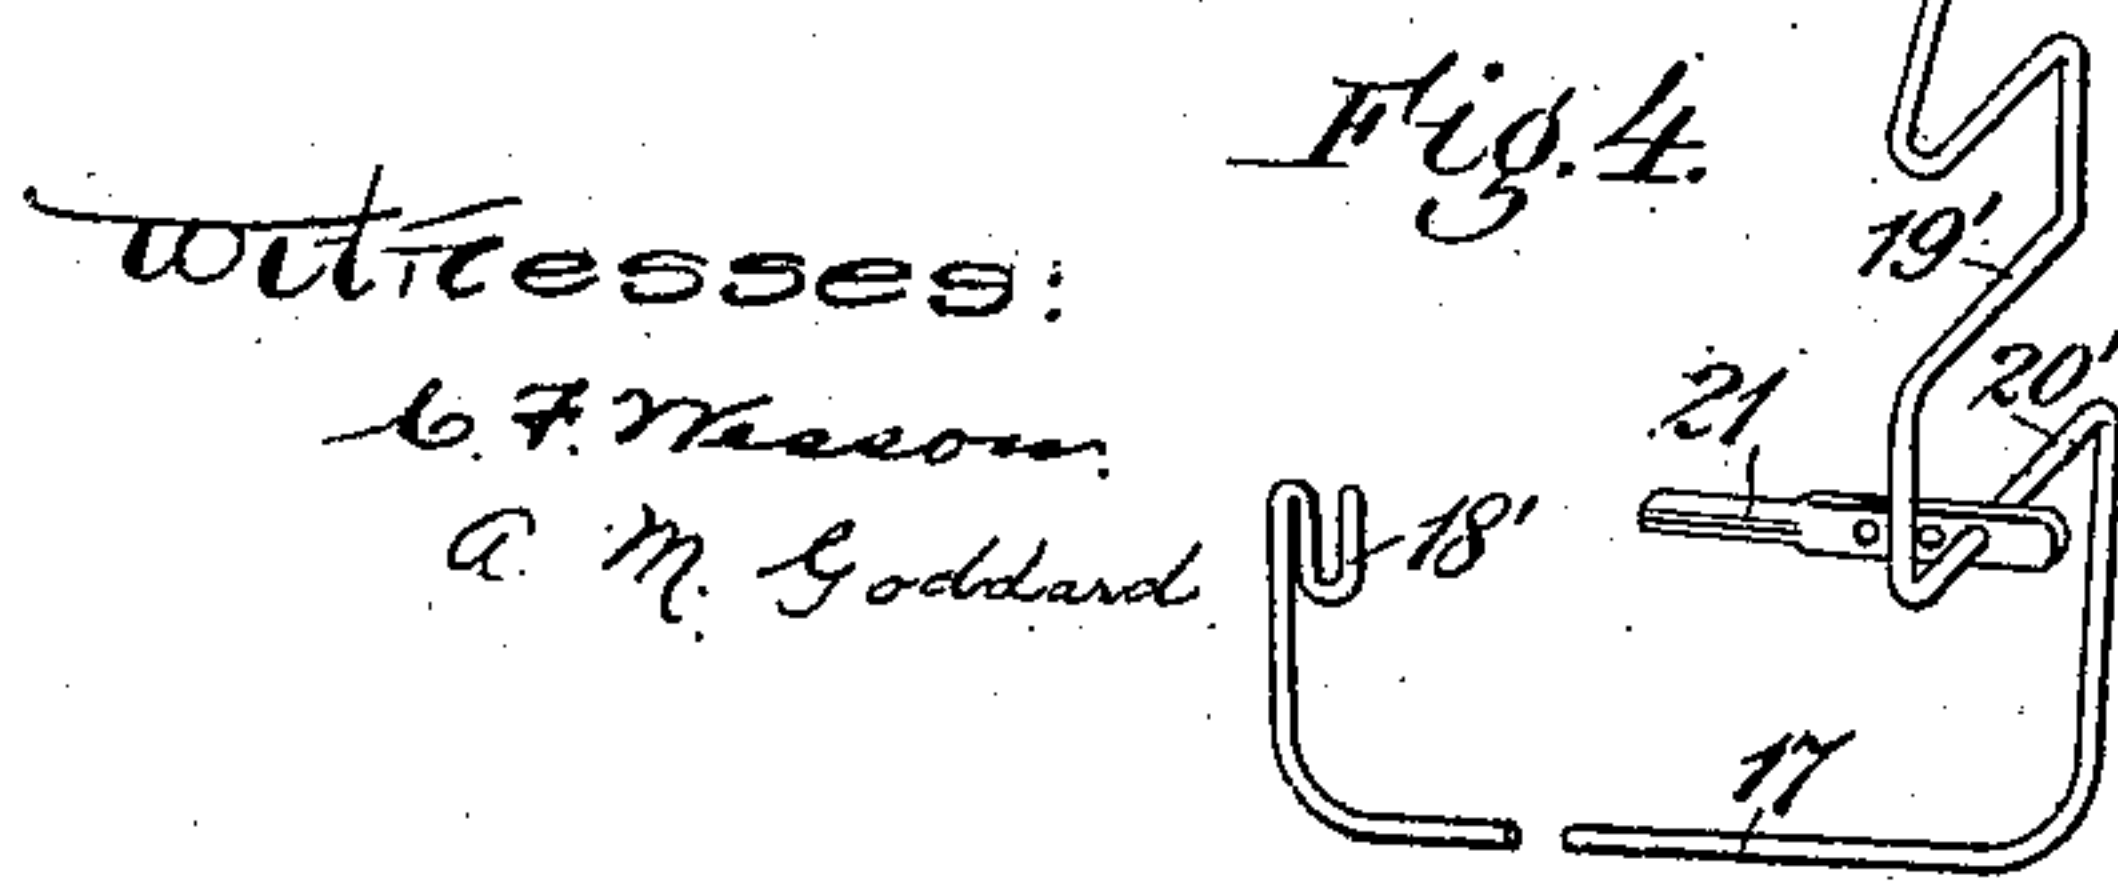 Fig. 4.
Witnesses:
C. F. Wesson.
A. M. Goddard
19'
20'
21
18'
17